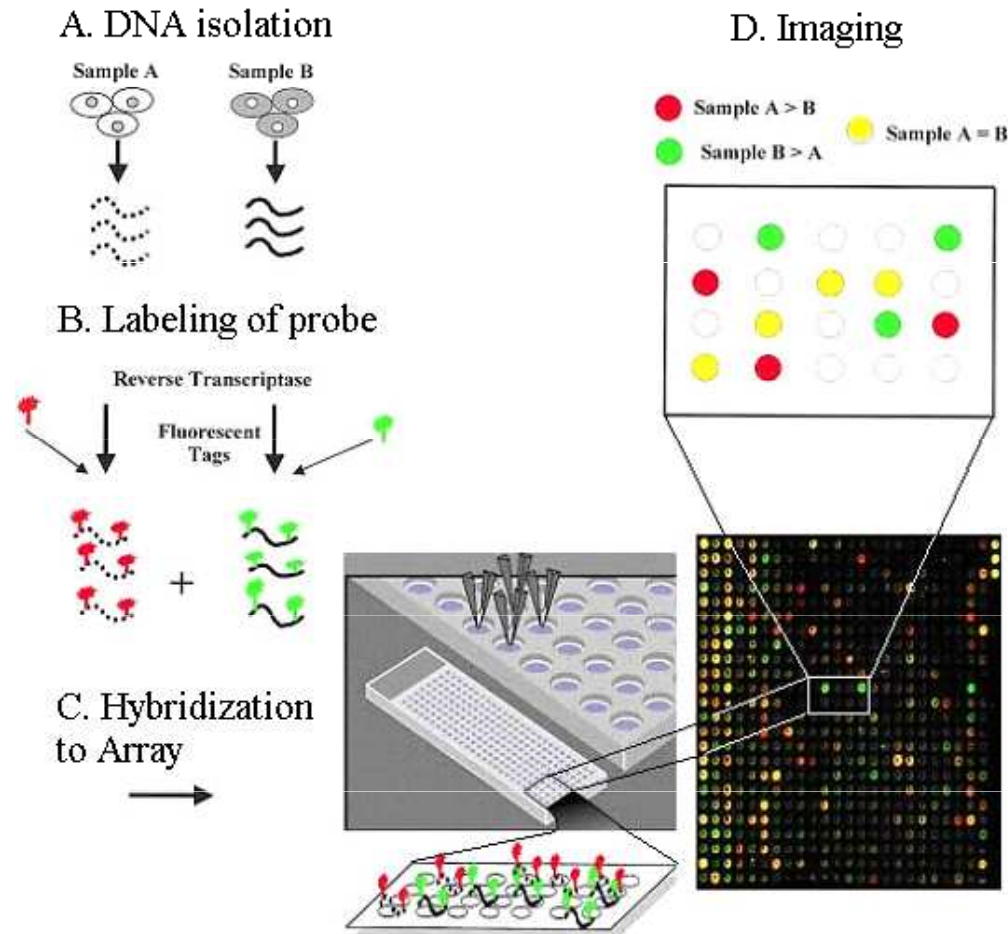 A. DNA isolation
Sample A
Sample B
B. Labeling of probe
Reverse Transcriptase
Fluorescent
Tags
+
C. Hybridization
to Array
D. Imaging
Sample A > B
Sample B > A
Sample A = B